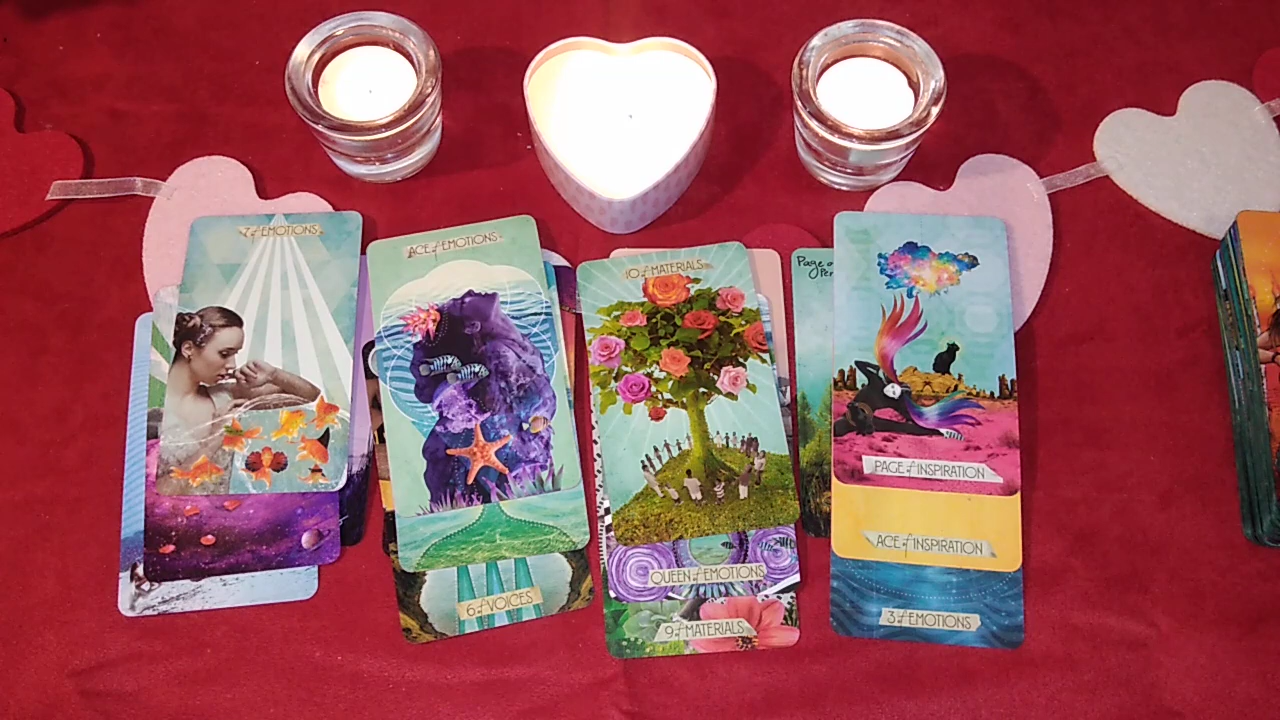 7 of EMOTIONS
ACE of EMOTIONS
6 of VOICES
10 of MATERIALS
QUEEN of EMOTIONS
9 of MATERIALS
Page o
PAGE of INSPIRATION
ACE of INSPIRATION
3 of EMOTIONS